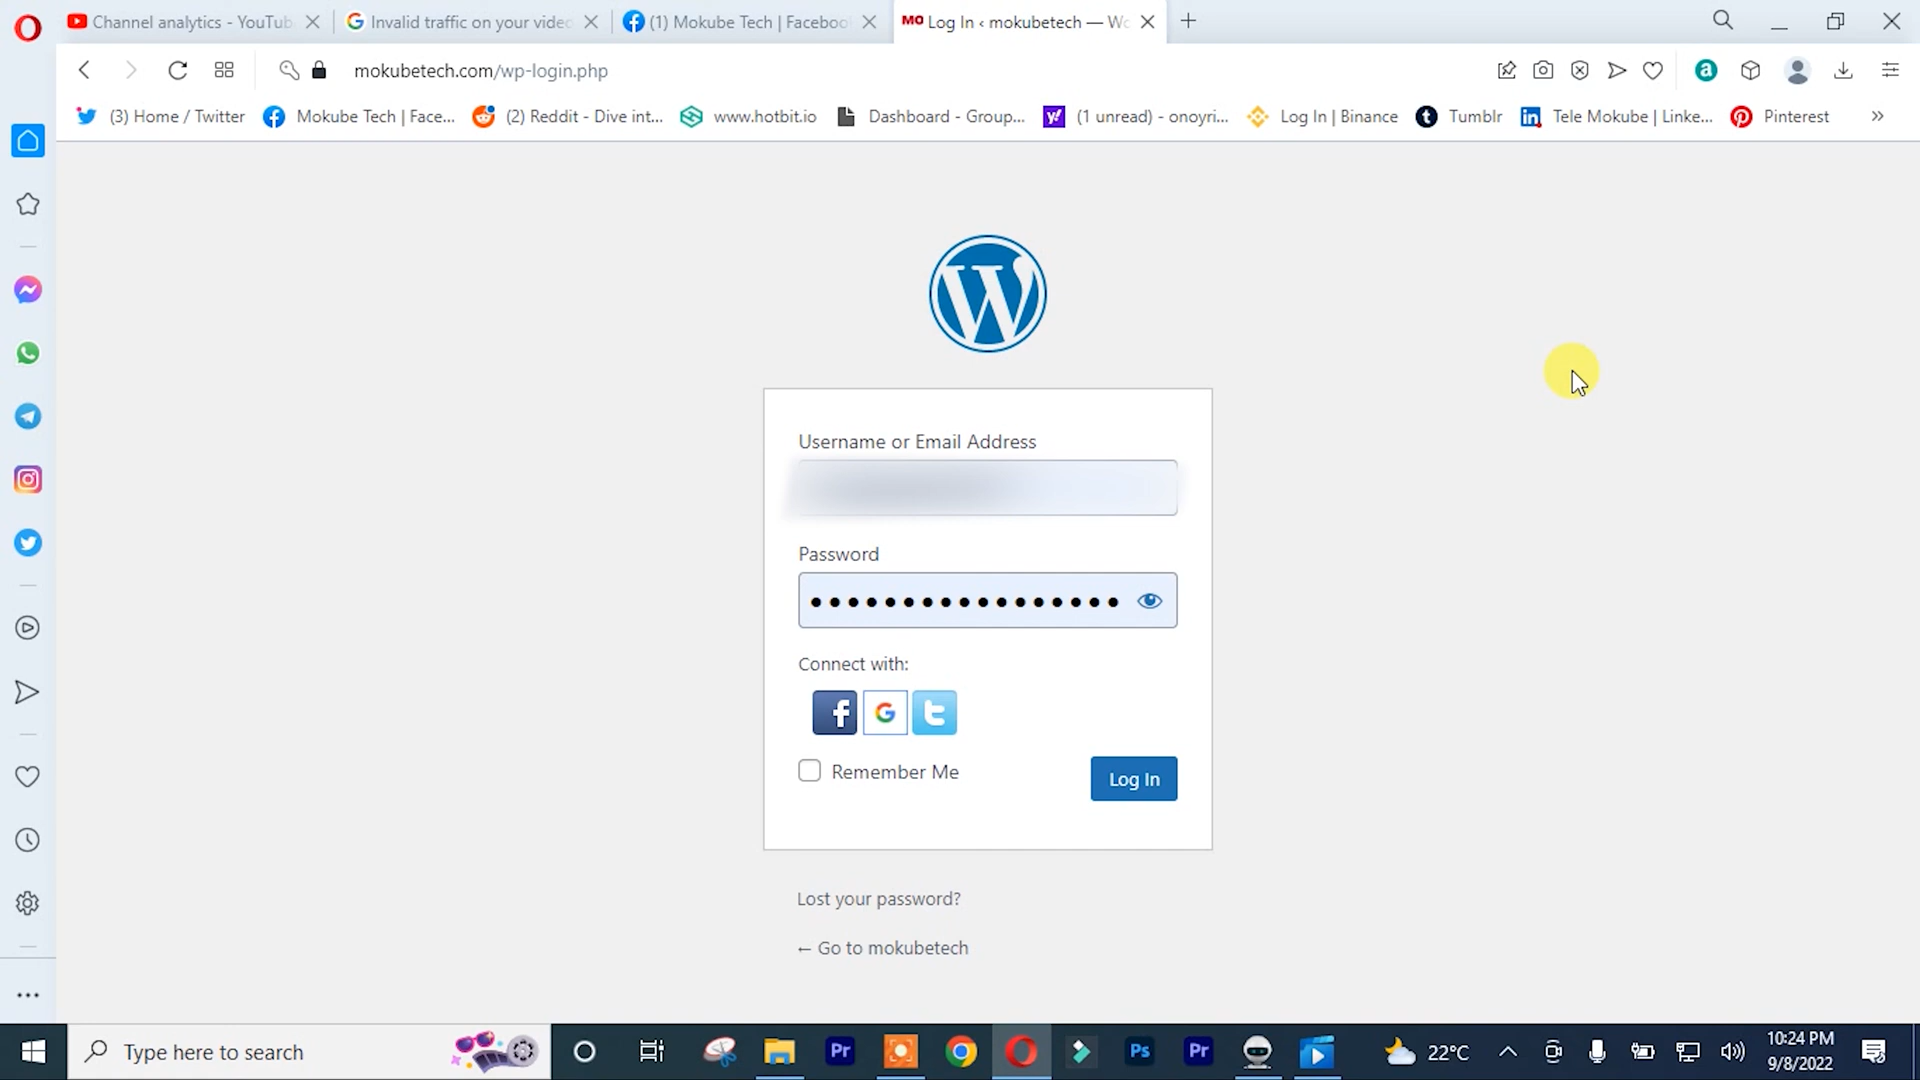 Channel analytics - YouTub
Invalid traffic on your video
(1) Mokube Tech | Facebook
MO Log In ‹ mokubetech — Wo
mokubetech.com/wp-login.php
(3) Home / Twitter
Mokube Tech | Face...
(2) Reddit - Dive int...
www.hotbit.io
Dashboard - Group...
(1 unread) - onoyri...
Log In | Binance
Tumblr
Tele Mokube | Linke...
Pinterest
Username or Email Address
Password
Connect with:
Remember Me
Log In
Lost your password?
← Go to mokubetech
Type here to search
22°C
10:24 PM
9/8/2022